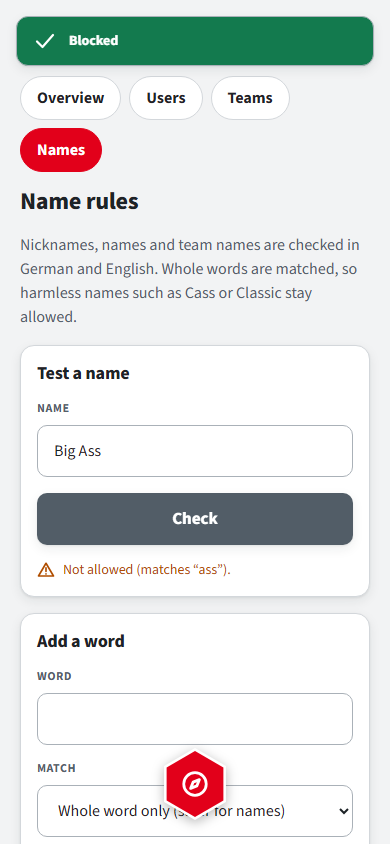 Blocked
Overview
Users
Teams
Names
Name rules
Nicknames, names and team names are checked in
German and English. Whole words are matched, so
harmless names such as Cass or Classic stay
allowed.
Test a name
NAME
Big Ass
Check
Not allowed (matches “ass”).
Add a word
WORD
MATCH
Whole word only ( for names)